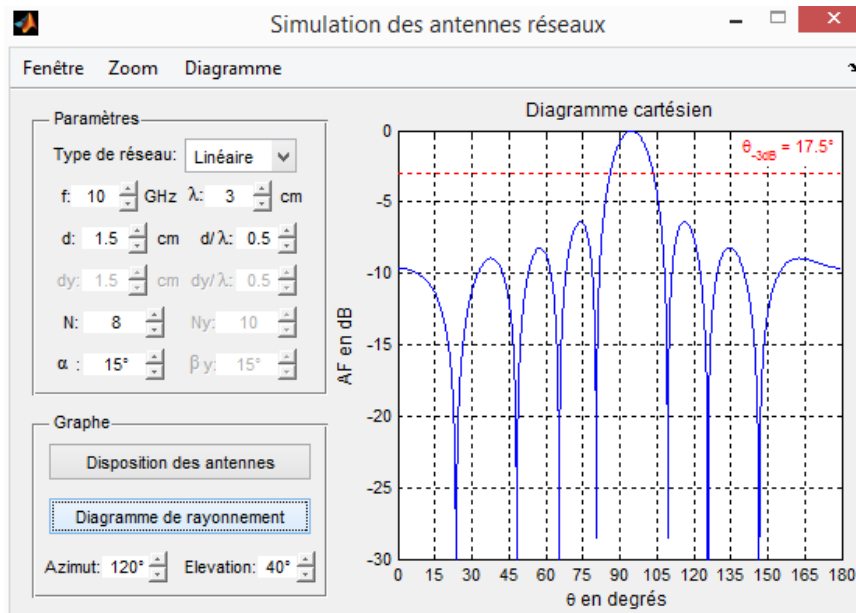 Simulation des antennes réseaux
Fenêtre Zoom Diagramme
Paramètres
Type de réseau: Linéaire
f: 10 GHz λ: 3 cm
d: 1.5 cm d/λ: 0.5
dy: 1.5 cm dy/λ: 0.5
N: 8 Ny: 10
α : 15° β y: 15°
Graphe
Disposition des antennes
Diagramme de rayonnement
Azimut: 120° Elevation: 40°
Diagramme cartésien
θ-3dB = 17.5°
AF en dB
0
-5
-10
-15
-20
-25
-30
0 15 30 45 60 75 90 105 120 135 150 165 180
θ en degrés